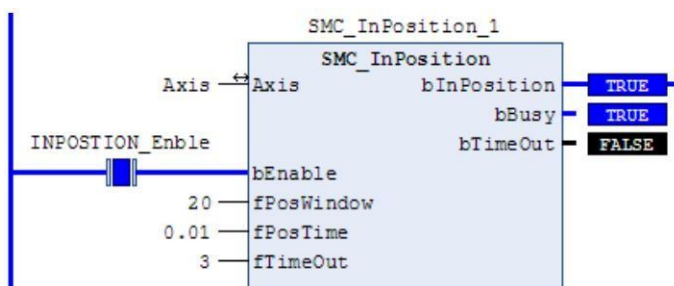 SMC_InPosition_1
SMC_InPosition
Axis Axis bInPosition TRUE
bBusy TRUE
INPOSTION_Enble bTimeOut FALSE
bEnable
20 fPosWindow
0.01 fPosTime
3 fTimeOut